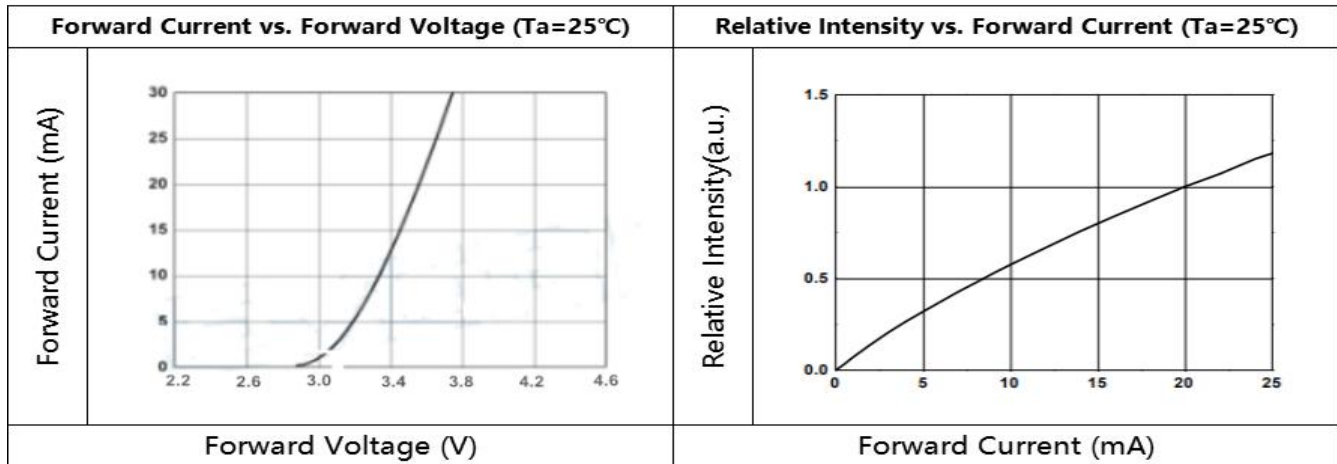 Forward Current vs. Forward Voltage (Ta=25℃)
Relative Intensity vs. Forward Current (Ta=25℃)
Forward Current (mA)
30
25
20
15
10
5
0
2.2 2.6 3.0 3.4 3.8 4.2 4.6
Relative Intensity(a.u.)
1.5
1.0
0.5
0.0
0 5 10 15 20 25
Forward Voltage (V)
Forward Current (mA)